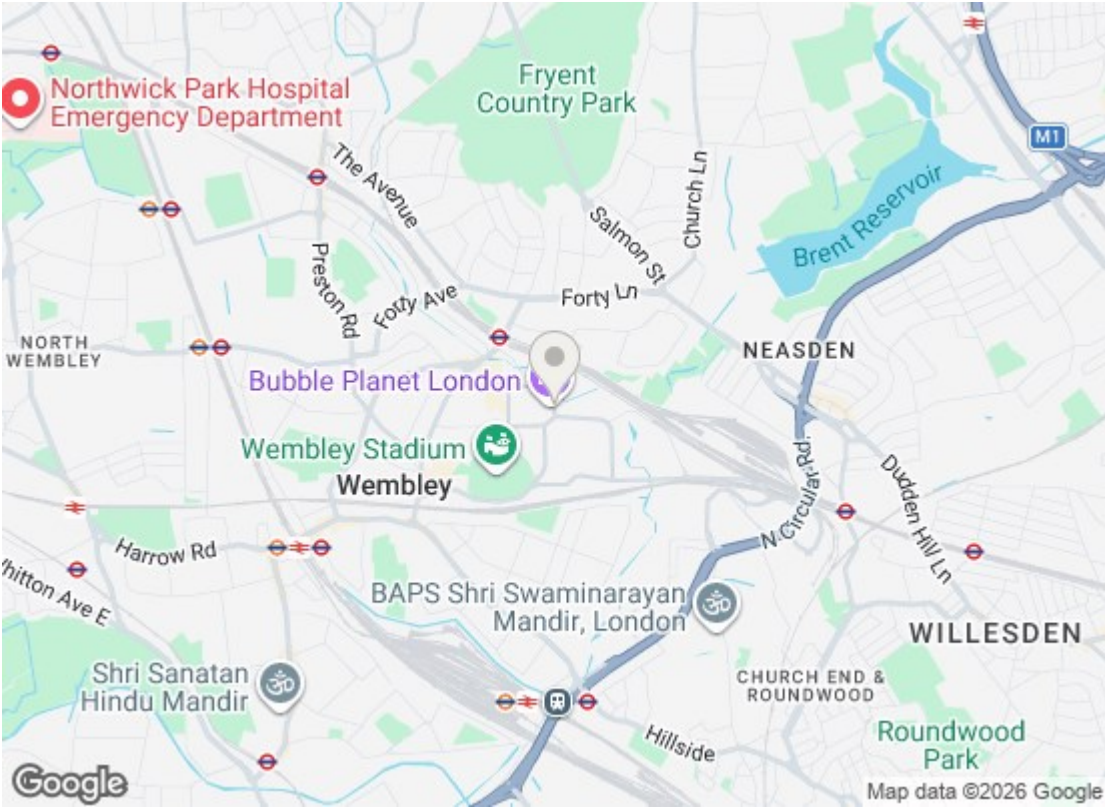 Fryent
Country Park
Northwick Park Hospital
Emergency Department
M1
The Avenue
Church Ln
Brent Reservoir
Salmon St
Preston Rd
Forty Ave
Forty Ln
NORTH
WEMBLEY
NEASDEN
Bubble Planet London
Wembley Stadium
Wembley
N Circular Rd
Dudden Hill Ln
Harrow Rd
Whitton Ave E
BAPS Shri Swaminarayan
Mandir, London
WILLESDEN
Shri Sanatan
Hindu Mandir
CHURCH END &
ROUNDWOOD
Hillside
Roundwood
Park
Google
Map data ©2026 Google